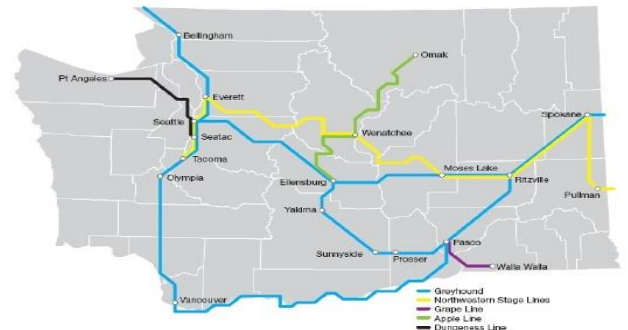 Bellingham
Omak
Pt Angeles
Everett
Spokane
Seattle
Wenatchee
Seatac
Tacoma
Moses Lake
Olympia
Ellensburg
Ritzville
Pullman
Yakima
Pasco
Sunnyside
Prosser
Walla Walla
Vancouver
Greyhound
Northwestern Stage Lines
Grape Line
Apple Line
Dungeness Line